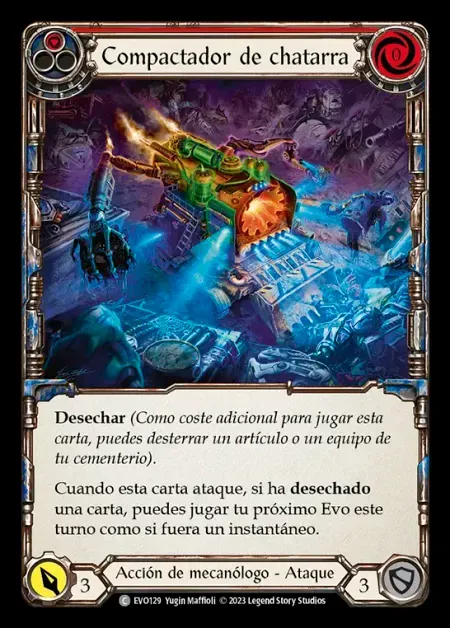 Compactador de chatarra
0
Desechar (Como coste adicional para jugar esta
carta, puedes desterrar un artículo o un equipo de
tu cementerio).
Cuando esta carta ataque, si ha desechado
una carta, puedes jugar tu próximo Evo este
turno como si fuera un instantáneo.
3
Acción de mecanólogo - Ataque
3
C EVO129 Yugin Maffioli © 2023 Legend Story Studios